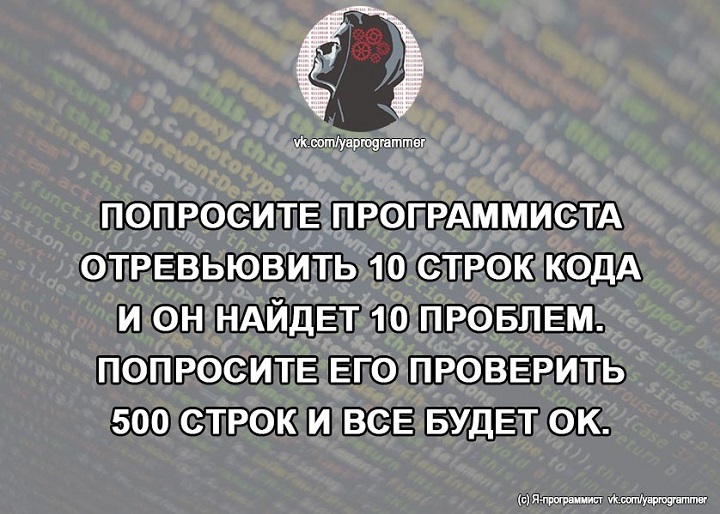 vk.com/yaprogrammer
ПОПРОСИТЕ ПРОГРАММИСТА
ОТРЕВЬЮВИТЬ 10 СТРОК КОДА
И ОН НАЙДЕТ 10 ПРОБЛЕМ.
ПОПРОСИТЕ ЕГО ПРОВЕРИТЬ
500 СТРОК И ВСЕ БУДЕТ ОК.
(c) Я-программист vk.com/yaprogrammer